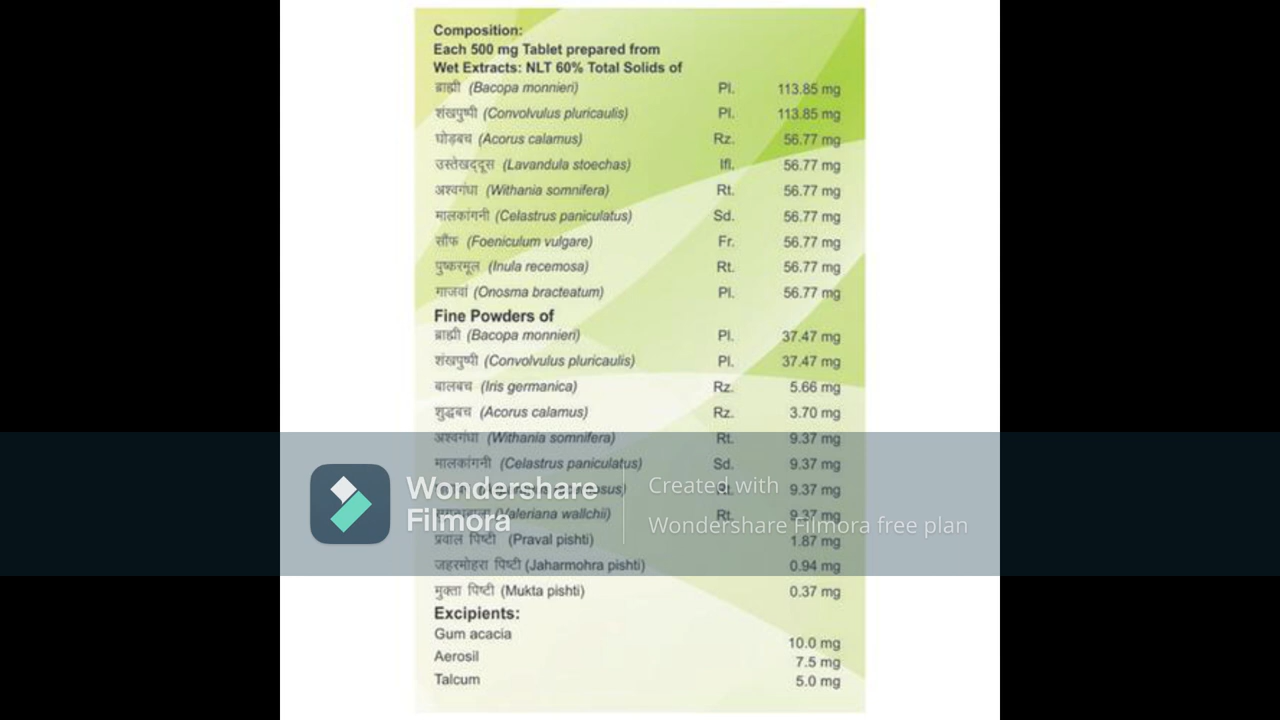 Composition:
Each 500 mg Tablet prepared from
Wet Extracts: NLT 60% Total Solids of
ब्राह्मी (Bacopa monnieri) Pl. 113.85 mg
शंखपुष्पी (Convolvulus pluricaulis) Pl. 113.85 mg
घोड़बच (Acorus calamus) Rz. 56.77 mg
उस्तेखद्दूस (Lavandula stoechas) Ifl. 56.77 mg
अश्वगंधा (Withania somnifera) Rt. 56.77 mg
मालकांगनी (Celastrus paniculatus) Sd. 56.77 mg
सौंफ (Foeniculum vulgare) Fr. 56.77 mg
पुष्करमूल (Inula recemosa) Rt. 56.77 mg
गाजवां (Onosma bracteatum) Pl. 56.77 mg
Fine Powders of
ब्राह्मी (Bacopa monnieri) Pl. 37.47 mg
शंखपुष्पी (Convolvulus pluricaulis) Pl. 37.47 mg
बालबच (Iris germanica) Rz. 5.66 mg
शुद्धबच (Acorus calamus) Rz. 3.70 mg
अश्वगंधा (Withania somnifera) Rt. 9.37 mg
मालकांगनी (Celastrus paniculatus) Sd. 9.37 mg
Rt. 9.37 mg
(Valeriana wallchii) Rt. 9.37 mg
प्रवाल पिष्टी (Praval pishti) 1.87 mg
जहरमोहरा पिष्टी (Jaharmohra pishti) 0.94 mg
मुक्ता पिष्टी (Mukta pishti) 0.37 mg
Excipients:
Gum acacia 10.0 mg
Aerosil 7.5 mg
Talcum 5.0 mg
Wondershare
Filmora
Created with
Wondershare Filmora free plan